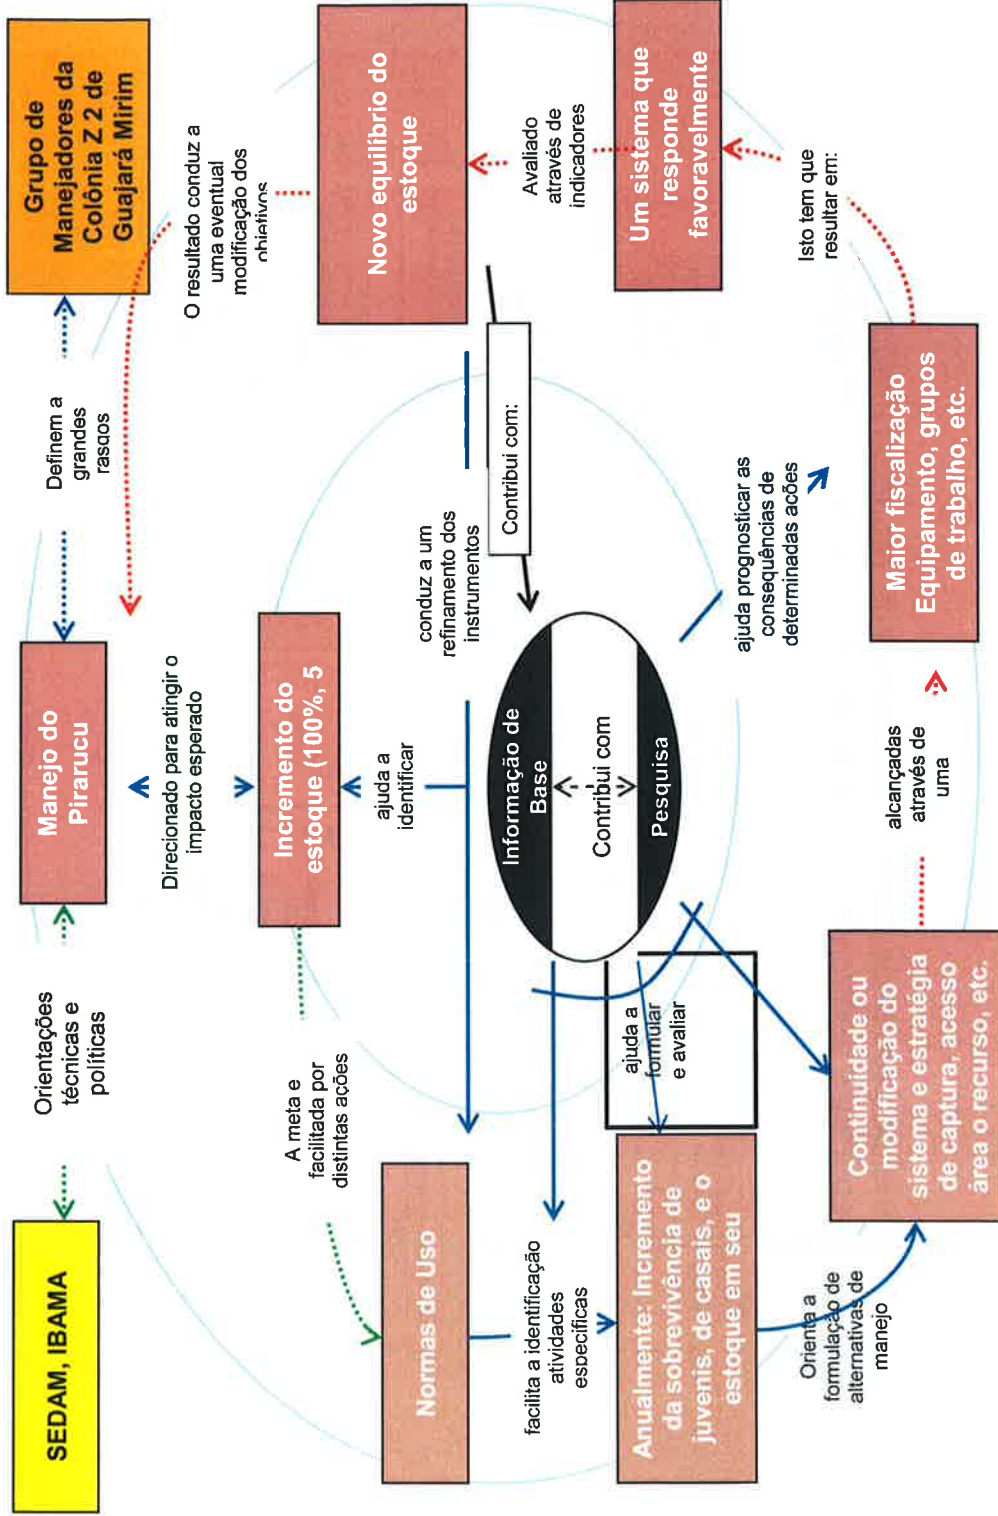 SEDAM, IBAMA
Orientações
técnicas e
políticas
Manejo do
Pirarucu
Definem a
grandes
rasgos
Grupo de
Manejadores da
Colônia Z 2 de
Guajará Mirim
Direcionado para atingir o
impacto esperado
O resultado conduz a
uma eventual
modificação dos
objetivos
A meta e
facilitada por
distintas ações
Incremento do
estoque (100%, 5
ajuda a
identificar
conduz a um
refinamento dos
instrumentos
Novo equilíbrio do
estoque
Contribui com:
Normas de Uso
Informação de
Base
Contribui com
Pesquisa
Avaliado
através de
indicadores
facilita a identificação
atividades
específicas
ajuda a
formular
e avaliar
Um sistema que
responde
favoravelmente
Anualmente: Incremento
da sobrevivência de
juvenis, de casais, e o
estoque em seu
ajuda prognosticar as
consequências de
determinadas ações
Isto tem que
resultar em:
Orienta a
formulação de
alternativas de
manejo
Continuidade ou
modificação do
sistema e estratégia
de captura, acesso
área o recurso, etc.
alcançadas
através de
uma
Maior fiscalização
Equipamento, grupos
de trabalho, etc.